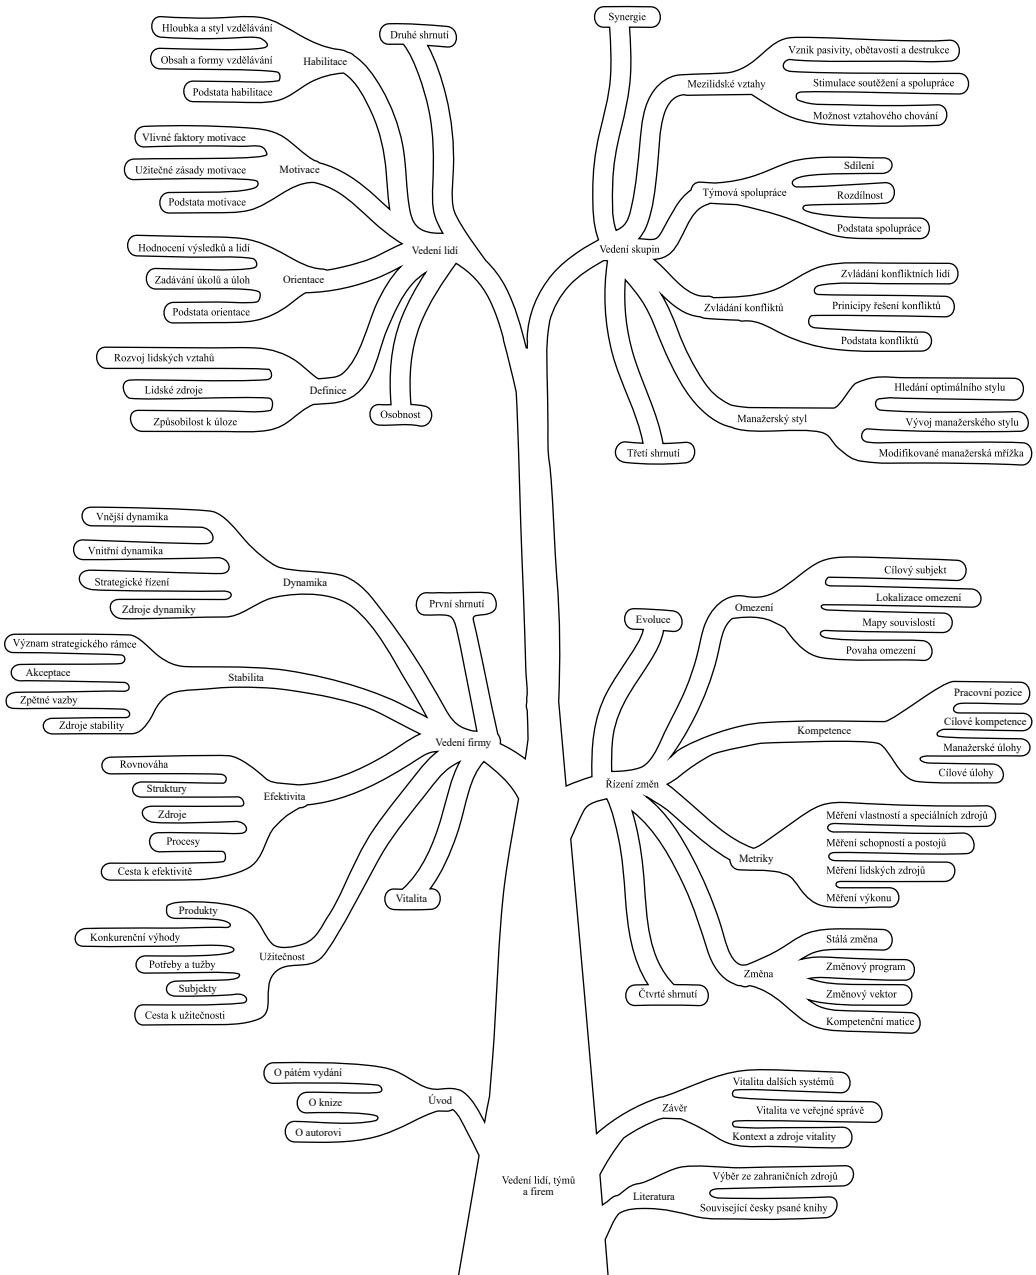 Hloubka a styl vzdělávání
Obsah a formy vzdělávání
Podstata habilitace
Habilitace
Druhé shrnutí
Vlivné faktory motivace
Užitečné zásady motivace
Podstata motivace
Motivace
Hodnocení výsledků a lidí
Zadávání úkolů a úloh
Podstata orientace
Orientace
Vedení lidí
Rozvoj lidských vztahů
Lidské zdroje
Způsobilost k úloze
Definice
Osobnost
Synergie
Vznik pasivity, obětavosti a destrukce
Stimulace soutěžení a spolupráce
Možnost vztahového chování
Mezilidské vztahy
Sdílení
Rozdílnost
Podstata spolupráce
Týmová spolupráce
Vedení skupin
Zvládání konfliktních lidí
Prinicipy řešení konfliktů
Podstata konfliktů
Zvládání konfliktů
Hledání optimálního stylu
Vývoj manažerského stylu
Modifikované manažerská mřížka
Manažerský styl
Třetí shrnutí
Vnější dynamika
Vnitřní dynamika
Strategické řízení
Zdroje dynamiky
Dynamika
První shrnutí
Význam strategického rámce
Akceptace
Zpětné vazby
Zdroje stability
Stabilita
Vedení firmy
Rovnováha
Struktury
Zdroje
Procesy
Cesta k efektivitě
Efektivita
Vitalita
Produkty
Konkurenční výhody
Potřeby a tužby
Subjekty
Cesta k užitečnosti
Užitečnost
Evoluce
Cílový subjekt
Lokalizace omezení
Mapy souvislostí
Povaha omezení
Omezení
Pracovní pozice
Cílové kompetence
Manažerské úlohy
Cílové úlohy
Kompetence
Řízení změn
Měření vlastností a speciálních zdrojů
Měření schopností a postojů
Měření lidských zdrojů
Měření výkonu
Metriky
Stálá změna
Změnový program
Změnový vektor
Kompetenční matice
Změna
Čtvrté shrnutí
O pátém vydání
O knize
O autorovi
Úvod
Vitalita dalších systémů
Vitalita ve veřejné správě
Kontext a zdroje vitality
Závěr
Vedení lidí, týmů
a firem
Výběr ze zahraničních zdrojů
Související česky psané knihy
Literatura